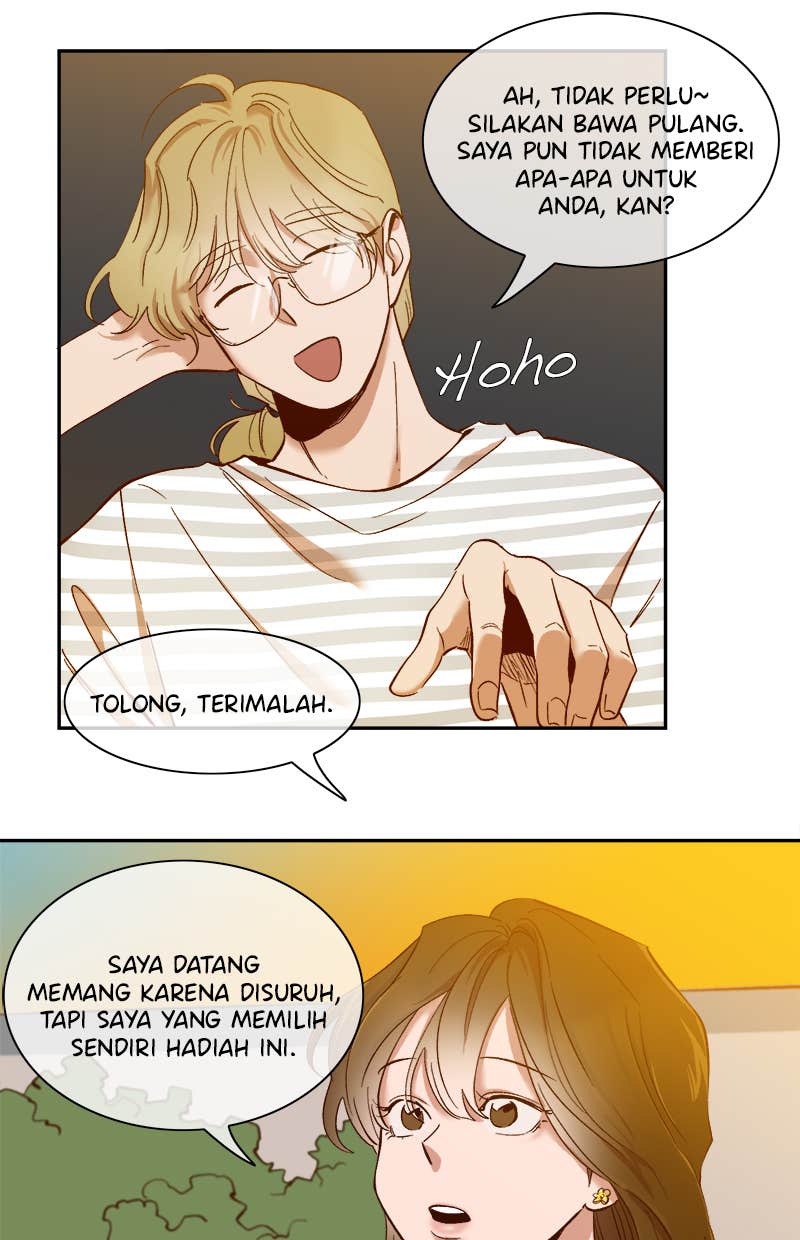 AH, TIDAK PERLU~
SILAKAN BAWA PULANG.
SAYA PUN TIDAK MEMBERI
APA-APA UNTUK
ANDA, KAN?
Hoho
TOLONG, TERIMALAH.
SAYA DATANG
MEMANG KARENA DISURUH,
TAPI SAYA YANG MEMILIH
SENDIRI HADIAH INI.